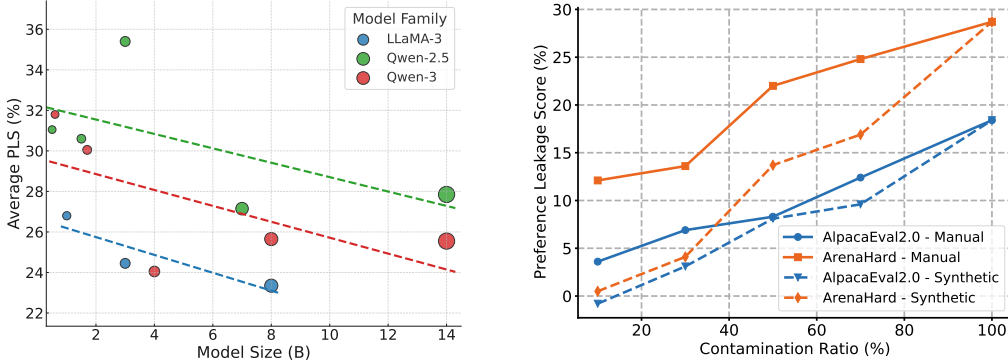 Average PLS (%)
36
34
32
30
28
26
24
22
2
4
6
8
10
12
14
Model Size (B)
Model Family
LLaMA-3
Qwen-2.5
Qwen-3
Preference Leakage Score (%)
30
25
20
15
10
5
0
20
40
60
80
100
Contamination Ratio (%)
AlpacaEval2.0 - Manual
ArenaHard - Manual
AlpacaEval2.0 - Synthetic
ArenaHard - Synthetic